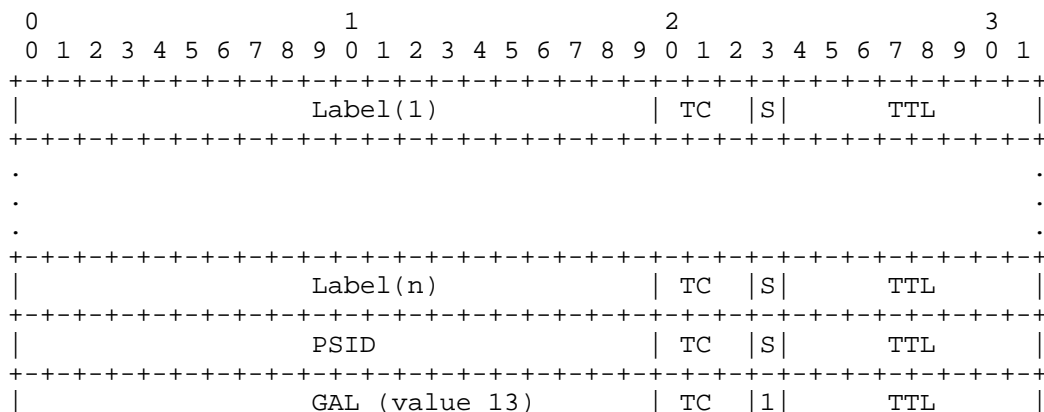 0                   1                   2                   3
0 1 2 3 4 5 6 7 8 9 0 1 2 3 4 5 6 7 8 9 0 1 2 3 4 5 6 7 8 9 0 1
+-+-+-+-+-+-+-+-+-+-+-+-+-+-+-+-+-+-+-+-+-+-+-+-+-+-+-+-+-+-+-+-+
|                  Label(1)             | TC  |S|      TTL      |
+-+-+-+-+-+-+-+-+-+-+-+-+-+-+-+-+-+-+-+-+-+-+-+-+-+-+-+-+-+-+-+-+
.                                                               .
.                                                               .
.                                                               .
+-+-+-+-+-+-+-+-+-+-+-+-+-+-+-+-+-+-+-+-+-+-+-+-+-+-+-+-+-+-+-+-+
|                  Label(n)             | TC  |S|      TTL      |
+-+-+-+-+-+-+-+-+-+-+-+-+-+-+-+-+-+-+-+-+-+-+-+-+-+-+-+-+-+-+-+-+
|                  PSID                 | TC  |S|      TTL      |
+-+-+-+-+-+-+-+-+-+-+-+-+-+-+-+-+-+-+-+-+-+-+-+-+-+-+-+-+-+-+-+-+
|                  GAL (value 13)       | TC  |1|      TTL      |